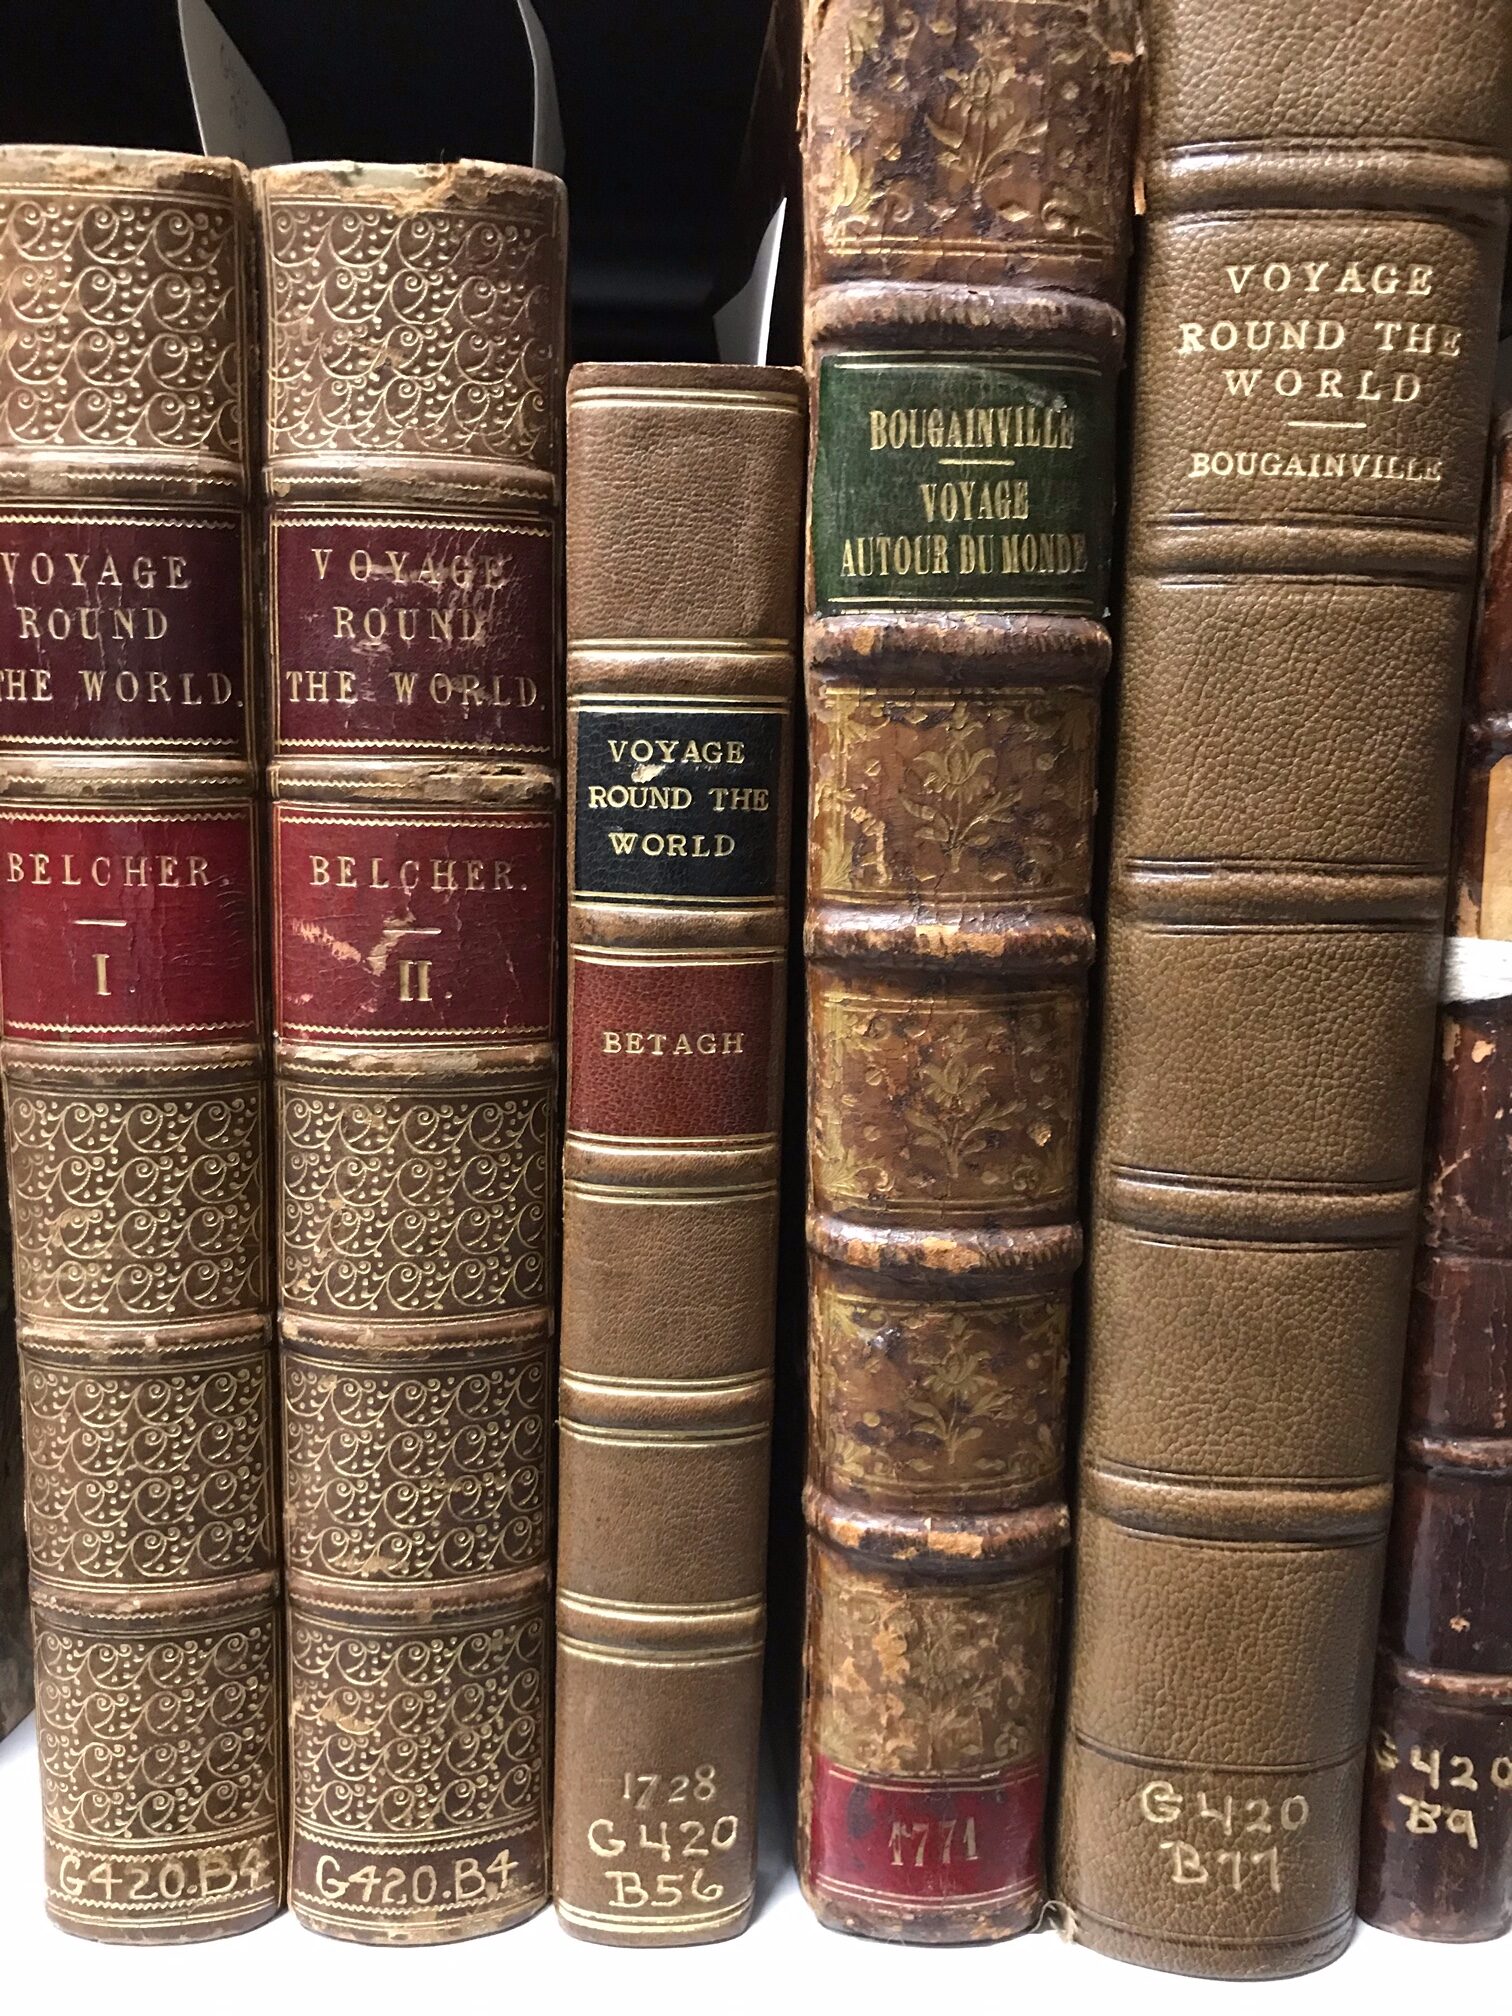 VOYAGE
ROUND
THE WORLD.
BELCHER.
I
G420.B4
VOYAGE
ROUND
THE WORLD.
BELCHER.
II.
G420.B4
VOYAGE
ROUND THE
WORLD
BETAGH
1728
G420
B56
BOUGAINVILLE
VOYAGE
AUTOUR DU MONDE
1771
VOYAGE
ROUND THE
WORLD
BOUGAINVILLE
G420
B77
G420
B9